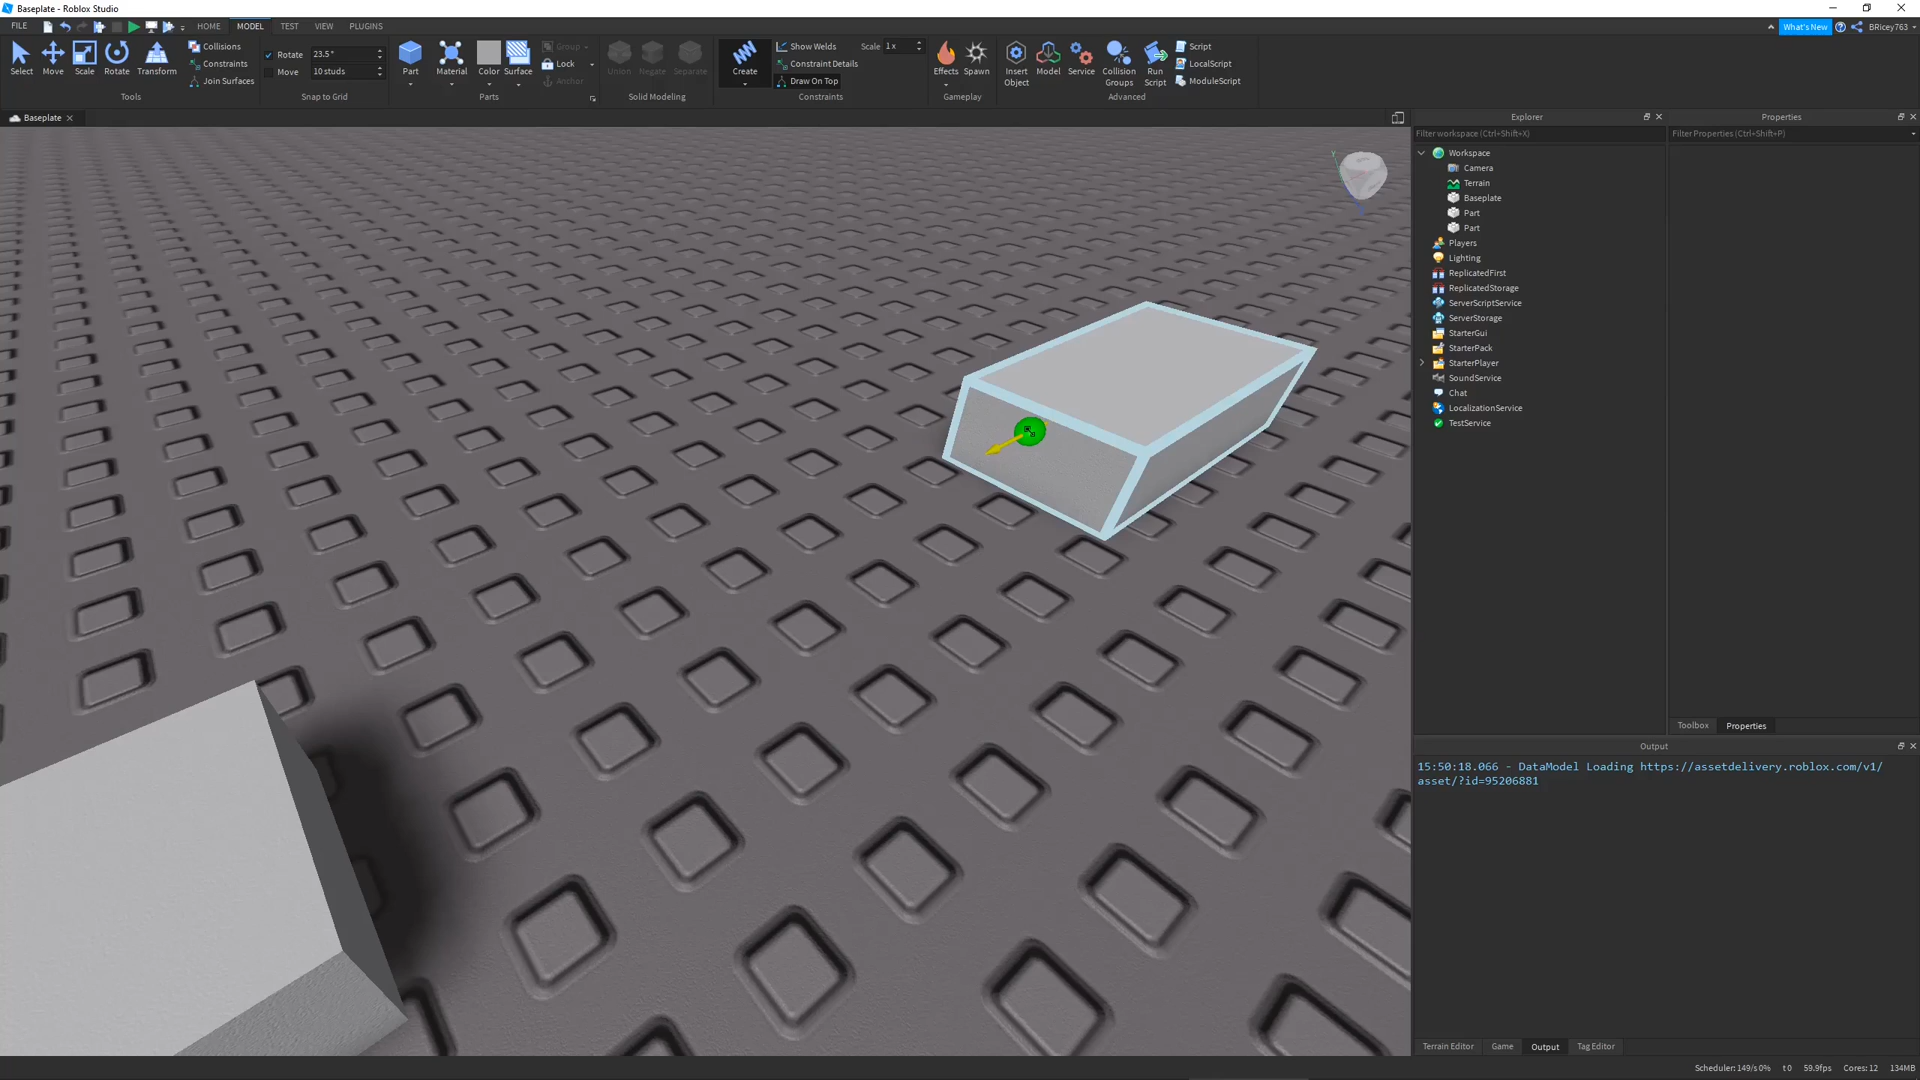 Baseplate - Roblox Studio
FILE HOME MODEL TEST VIEW PLUGINS What's New BRicey763
Select Move Scale Rotate Transform
Collisions
Constraints
Join Surfaces
Tools
Rotate 23.5°
Move 10 studs
Snap to Grid
Part Material Color Surface
Group
Lock
Anchor
Parts
Union Negate Separate
Solid Modeling
Create
Show Welds Scale 1 x
Constraint Details
Draw On Top
Constraints
Effects Spawn
Gameplay
Insert Object Model Service Collision Groups Run Script
Script
LocalScript
ModuleScript
Advanced
Baseplate
Explorer
Filter workspace (Ctrl+Shift+X)
Workspace
Camera
Terrain
Baseplate
Part
Part
Players
Lighting
ReplicatedFirst
ReplicatedStorage
ServerScriptService
ServerStorage
StarterGui
StarterPack
StarterPlayer
SoundService
Chat
LocalizationService
TestService
Properties
Filter Properties (Ctrl+Shift+P)
Toolbox Properties
Output
15:50:18.066 - DataModel Loading https://assetdelivery.roblox.com/v1/
asset/?id=95206881
Terrain Editor Game Output Tag Editor
Scheduler: 149/s 0% t 0 59.9fps Cores: 12 134MB